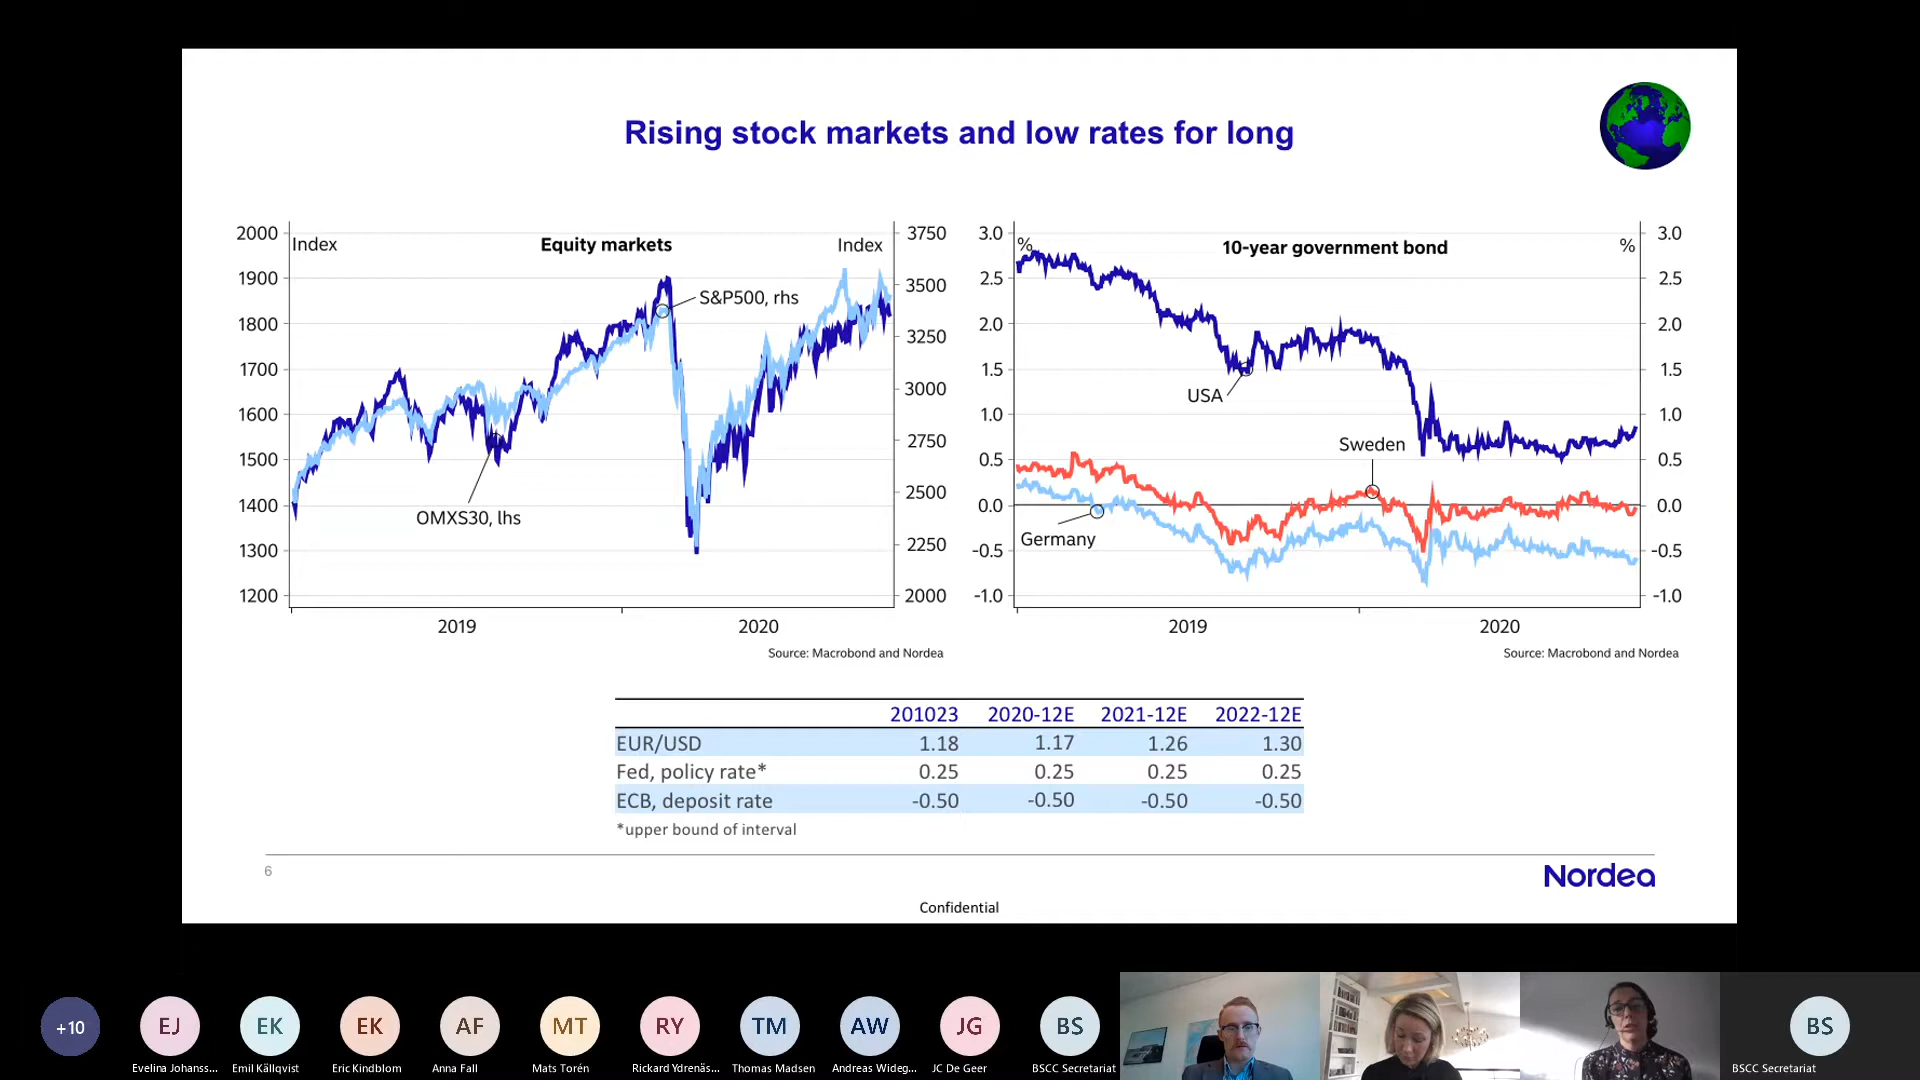 Rising stock markets and low rates for long
2000 Index Equity markets Index 3750
1900
3500
1800
3250
1700
3000
1600
2750
1500
2500
1400
2250
1300
1200 2000
S&P500, rhs
OMXS30, lhs
2019 2020
Source: Macrobond and Nordea
3.0 % 10-year government bond % 3.0
2.5 2.5
2.0 2.0
1.5 1.5
1.0 1.0
0.5 0.5
0.0 0.0
-0.5 -0.5
-1.0 -1.0
USA
Sweden
Germany
2019 2020
Source: Macrobond and Nordea
201023 2020-12E 2021-12E 2022-12E
EUR/USD 1.18 1.17 1.26 1.30
Fed, policy rate* 0.25 0.25 0.25 0.25
ECB, deposit rate -0.50 -0.50 -0.50 -0.50
*upper bound of interval
6
Nordea
Confidential
+10 EJ EK EK AF MT RY TM AW JG BS BS
Evelina Johanss... Emil Källqvist Eric Kindblom Anna Fall Mats Torén Rickard Ydrenäs... Thomas Madsen Andreas Wideg... JC De Geer BSCC Secretariat BSCC Secretariat